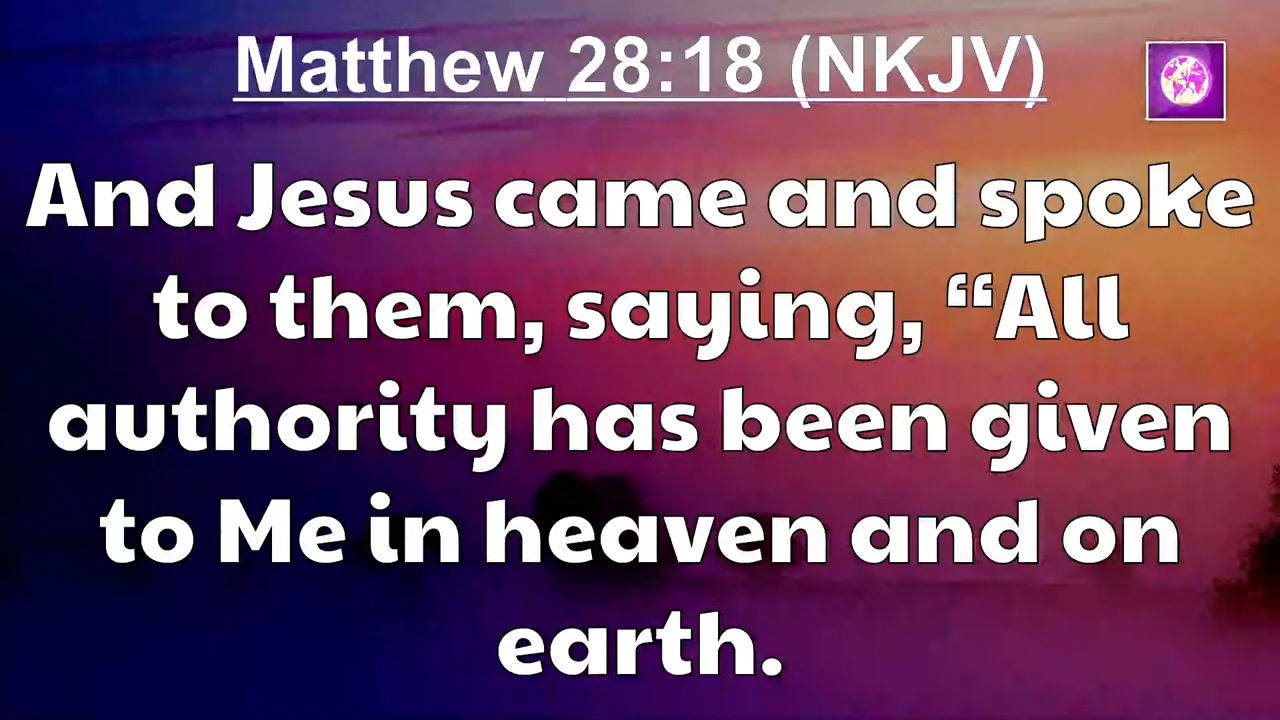 Matthew 28:18 (NKJV)
And Jesus came and spoke
to them, saying, “All
authority has been given
to Me in heaven and on
earth.